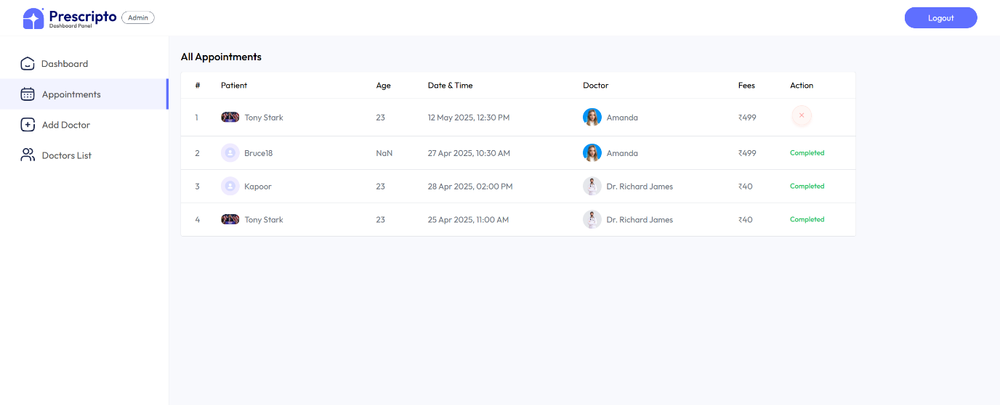 Prescripto Admin
Dashboard Panel
Logout
Dashboard
Appointments
Add Doctor
Doctors List
All Appointments
# Patient Age Date & Time Doctor Fees Action
1 Tony Stark 23 12 May 2025, 12:30 PM Amanda ₹499
2 Bruce18 NaN 27 Apr 2025, 10:30 AM Amanda ₹499 Completed
3 Kapoor 23 28 Apr 2025, 02:00 PM Dr. Richard James ₹40 Completed
4 Tony Stark 23 25 Apr 2025, 11:00 AM Dr. Richard James ₹40 Completed